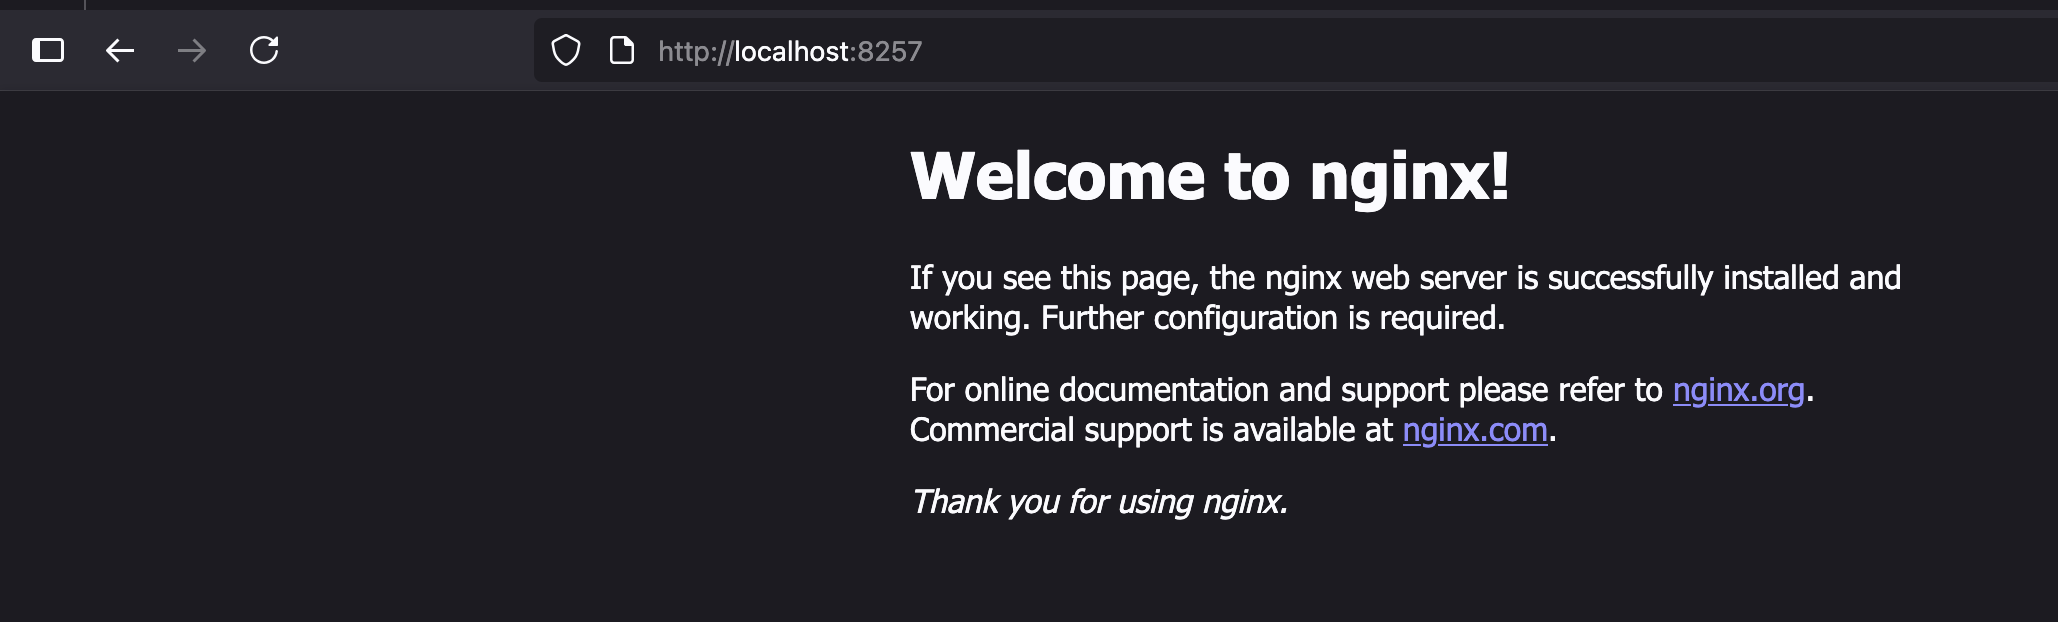 http://localhost:8257
Welcome to nginx!
If you see this page, the nginx web server is successfully installed and
working. Further configuration is required.
For online documentation and support please refer to nginx.org.
Commercial support is available at nginx.com.
Thank you for using nginx.